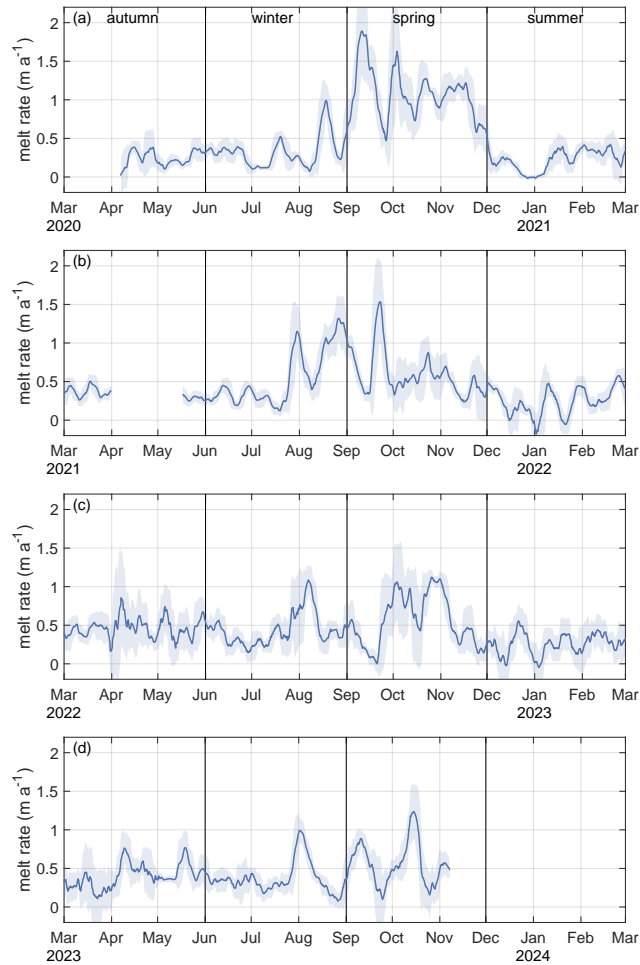 (a) autumn winter spring summer
2
1.5
1
0.5
0
melt rate (m a⁻¹)
Mar Apr May Jun Jul Aug Sep Oct Nov Dec Jan Feb Mar
2020 2021
(b)
2
1.5
1
0.5
0
melt rate (m a⁻¹)
Mar Apr May Jun Jul Aug Sep Oct Nov Dec Jan Feb Mar
2021 2022
(c)
2
1.5
1
0.5
0
melt rate (m a⁻¹)
Mar Apr May Jun Jul Aug Sep Oct Nov Dec Jan Feb Mar
2022 2023
(d)
2
1.5
1
0.5
0
melt rate (m a⁻¹)
Mar Apr May Jun Jul Aug Sep Oct Nov Dec Jan Feb Mar
2023 2024